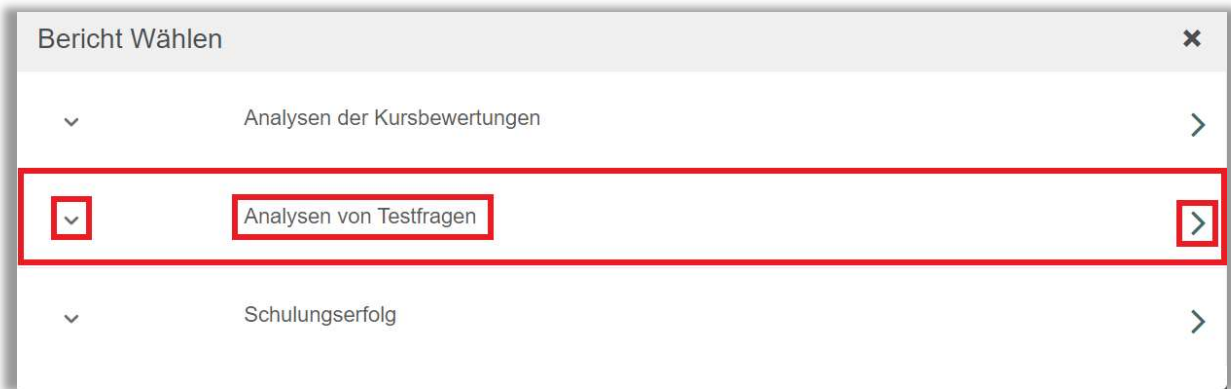 Bericht Wählen
Analysen der Kursbewertungen
Analysen von Testfragen
Schulungserfolg